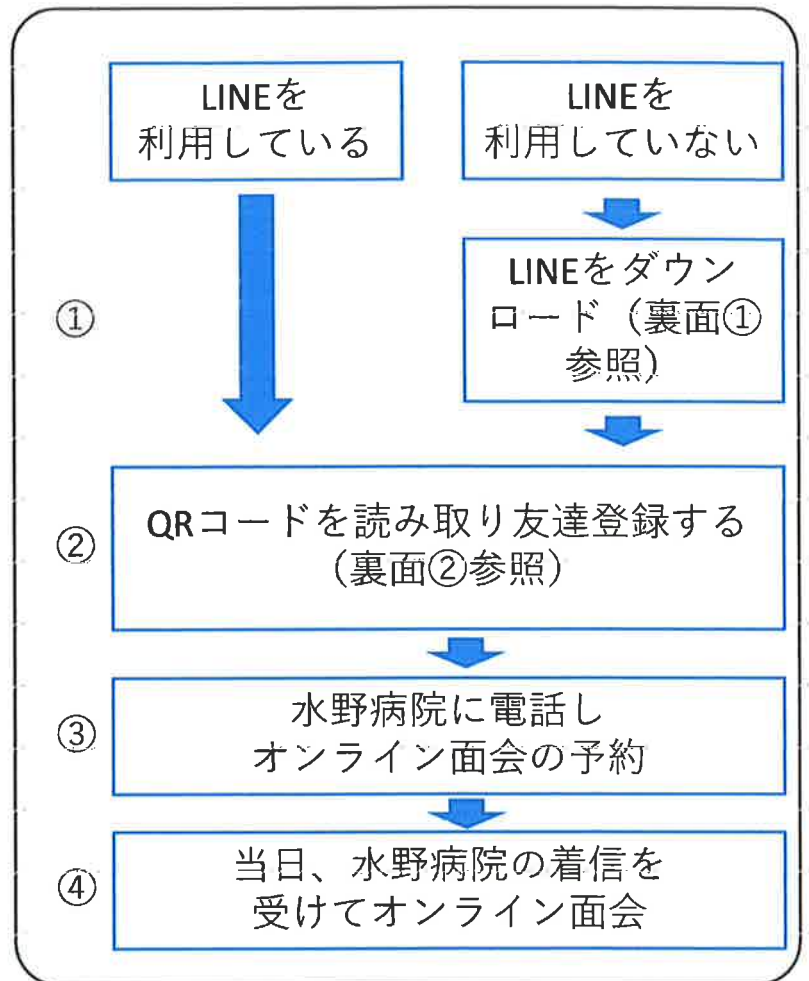 LINEを
利用している
LINEを
利用していない
①
LINEをダウン
ロード（裏面①
参照）
②
QRコードを読み取り友達登録する
（裏面②参照）
③
水野病院に電話し
オンライン面会の予約
④
当日、水野病院の着信を
受けてオンライン面会